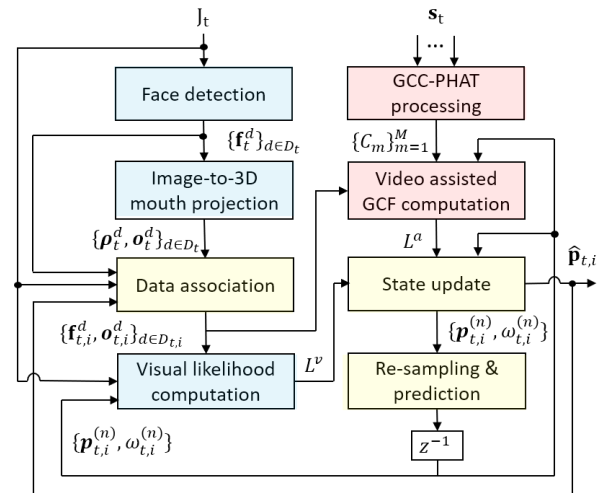 J_t
s_t
...
Face detection
GCC-PHAT
processing
{f_t^d}_{d∈D_t}
{C_m}_{m=1}^M
Image-to-3D
mouth projection
Video assisted
GCF computation
{ρ_t^d, o_t^d}_{d∈D_t}
L^a
p̂_{t,i}
Data association
State update
{f_{t,i}^d, o_{t,i}^d}_{d∈D_{t,i}}
{p_{t,i}^{(n)}, ω_{t,i}^{(n)}}
Visual likelihood
computation
L^v
Re-sampling &
prediction
{p_{t,i}^{(n)}, ω_{t,i}^{(n)}}
z^{-1}